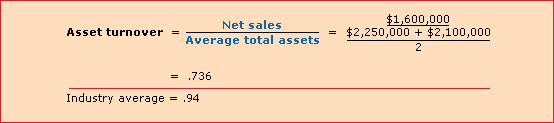 $1,600,000
Asset turnover = Net sales = $2,250,000 + $2,100,000
Average total assets 2
= .736
Industry average = .94